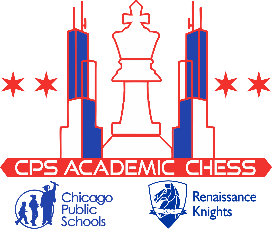 CPS ACADEMIC CHESS
Chicago
Public
Schools
Renaissance
Knights